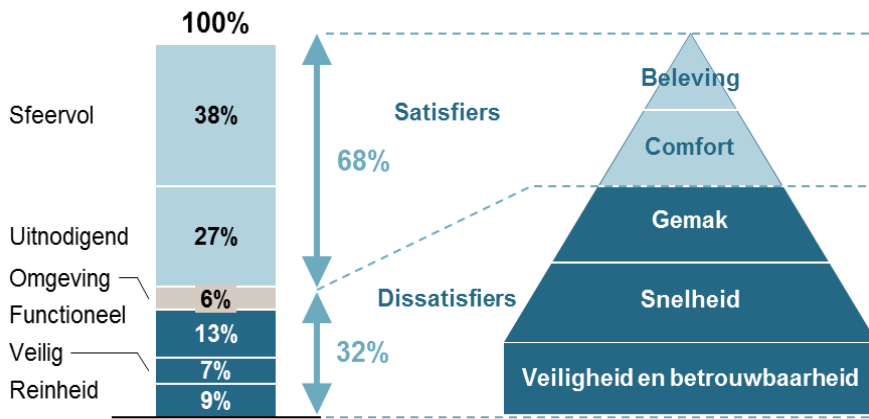 100%
Sfeervol
38%
Uitnodigend
27%
Omgeving
6%
Functioneel
13%
Veilig
7%
Reinheid
9%
Satisfiers
68%
Dissatisfiers
32%
Beleving
Comfort
Gemak
Snelheid
Veiligheid en betrouwbaarheid